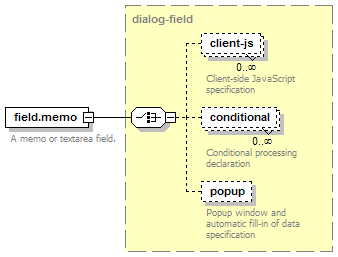 dialog-field
client-js
0..∞
Client-side JavaScript
specification
field.memo
A memo or textarea field.
conditional
0..∞
Conditional processing
declaration
popup
Popup window and
automatic fill-in of data
specification